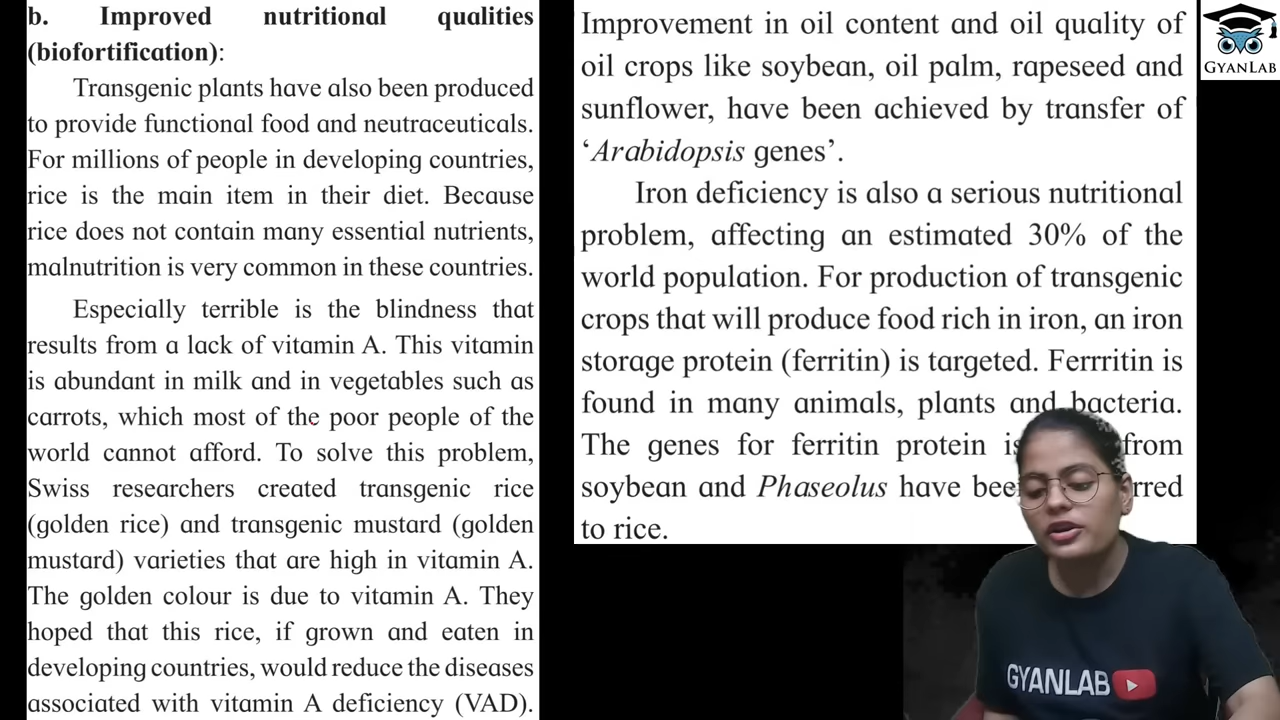 b. Improved nutritional qualities
(biofortification):
Transgenic plants have also been produced
to provide functional food and neutraceuticals.
For millions of people in developing countries,
rice is the main item in their diet. Because
rice does not contain many essential nutrients,
malnutrition is very common in these countries.
Especially terrible is the blindness that
results from a lack of vitamin A. This vitamin
is abundant in milk and in vegetables such as
carrots, which most of the poor people of the
world cannot afford. To solve this problem,
Swiss researchers created transgenic rice
(golden rice) and transgenic mustard (golden
mustard) varieties that are high in vitamin A.
The golden colour is due to vitamin A. They
hoped that this rice, if grown and eaten in
developing countries, would reduce the diseases
associated with vitamin A deficiency (VAD).
Improvement in oil content and oil quality of
oil crops like soybean, oil palm, rapeseed and
sunflower, have been achieved by transfer of
‘Arabidopsis genes’.
Iron deficiency is also a serious nutritional
problem, affecting an estimated 30% of the
world population. For production of transgenic
crops that will produce food rich in iron, an iron
storage protein (ferritin) is targeted. Ferrritin is
found in many animals, plants and bacteria.
The genes for ferritin protein from
soybean and Phaseolus have
to rice.
GYANLAB
GYANLAB